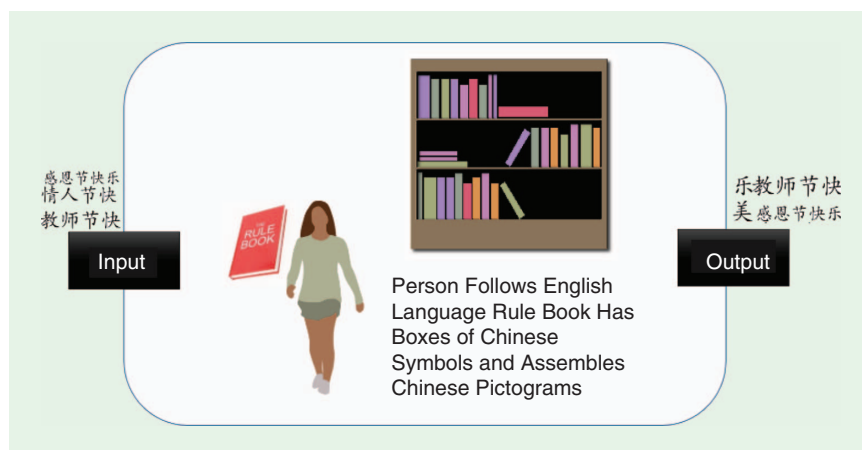 感恩节快乐
情人节快
教师节快
Input
THE
RULE
BOOK
Person Follows English
Language Rule Book Has
Boxes of Chinese
Symbols and Assembles
Chinese Pictograms
乐教师节快
美感恩节快乐
Output